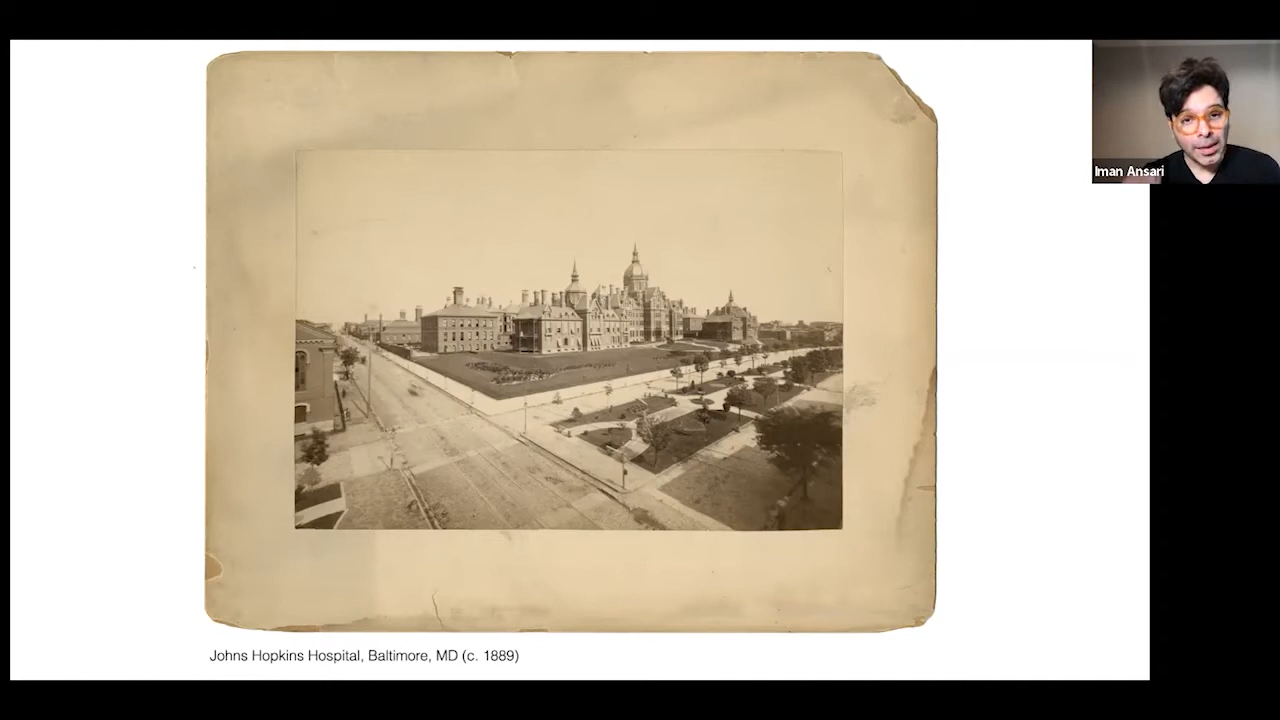 Iman Ansari
Johns Hopkins Hospital, Baltimore, MD (c. 1889)